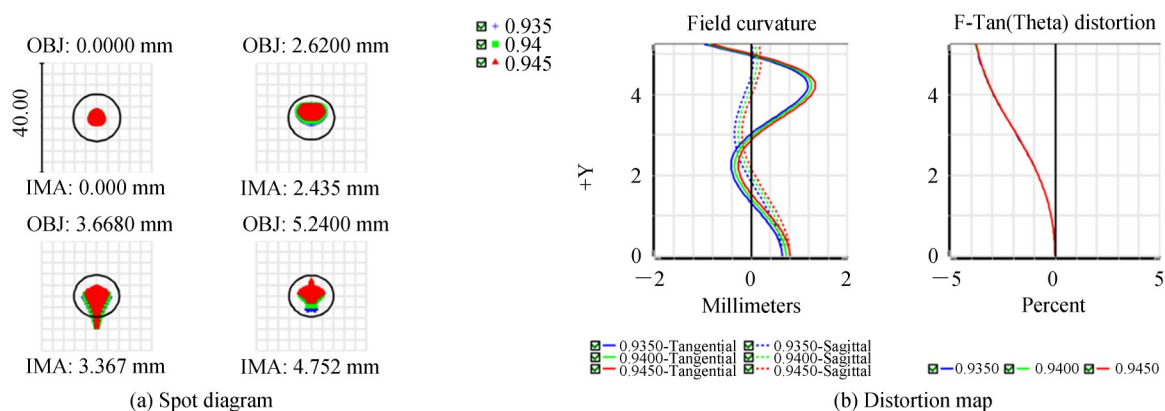 OBJ: 0.0000 mm
OBJ: 2.6200 mm
0.935
0.94
0.945
40.00
IMA: 0.000 mm
IMA: 2.435 mm
OBJ: 3.6680 mm
OBJ: 5.2400 mm
IMA: 3.367 mm
IMA: 4.752 mm
(a) Spot diagram
Field curvature
F-Tan(Theta) distortion
+Y
4
2
0
−2
0
2
Millimeters
4
2
0
−5
0
5
Percent
0.9350-Tangential
0.9350-Sagittal
0.9400-Tangential
0.9400-Sagittal
0.9450-Tangential
0.9450-Sagittal
0.9350
0.9400
0.9450
(b) Distortion map